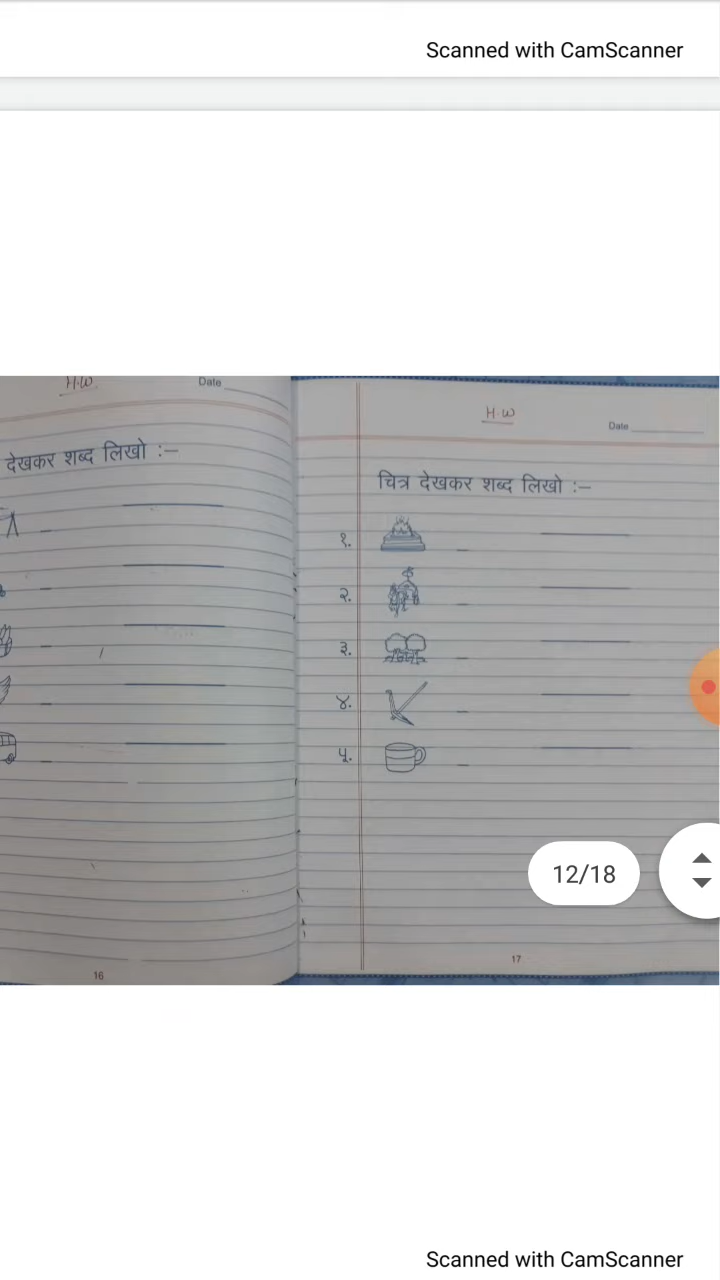 Scanned with CamScanner
H.W.
Date
देखकर शब्द लिखो :-
16
H.W
Date
चित्र देखकर शब्द लिखो :-
१.
२.
३.
४.
५.
17
12/18
Scanned with CamScanner